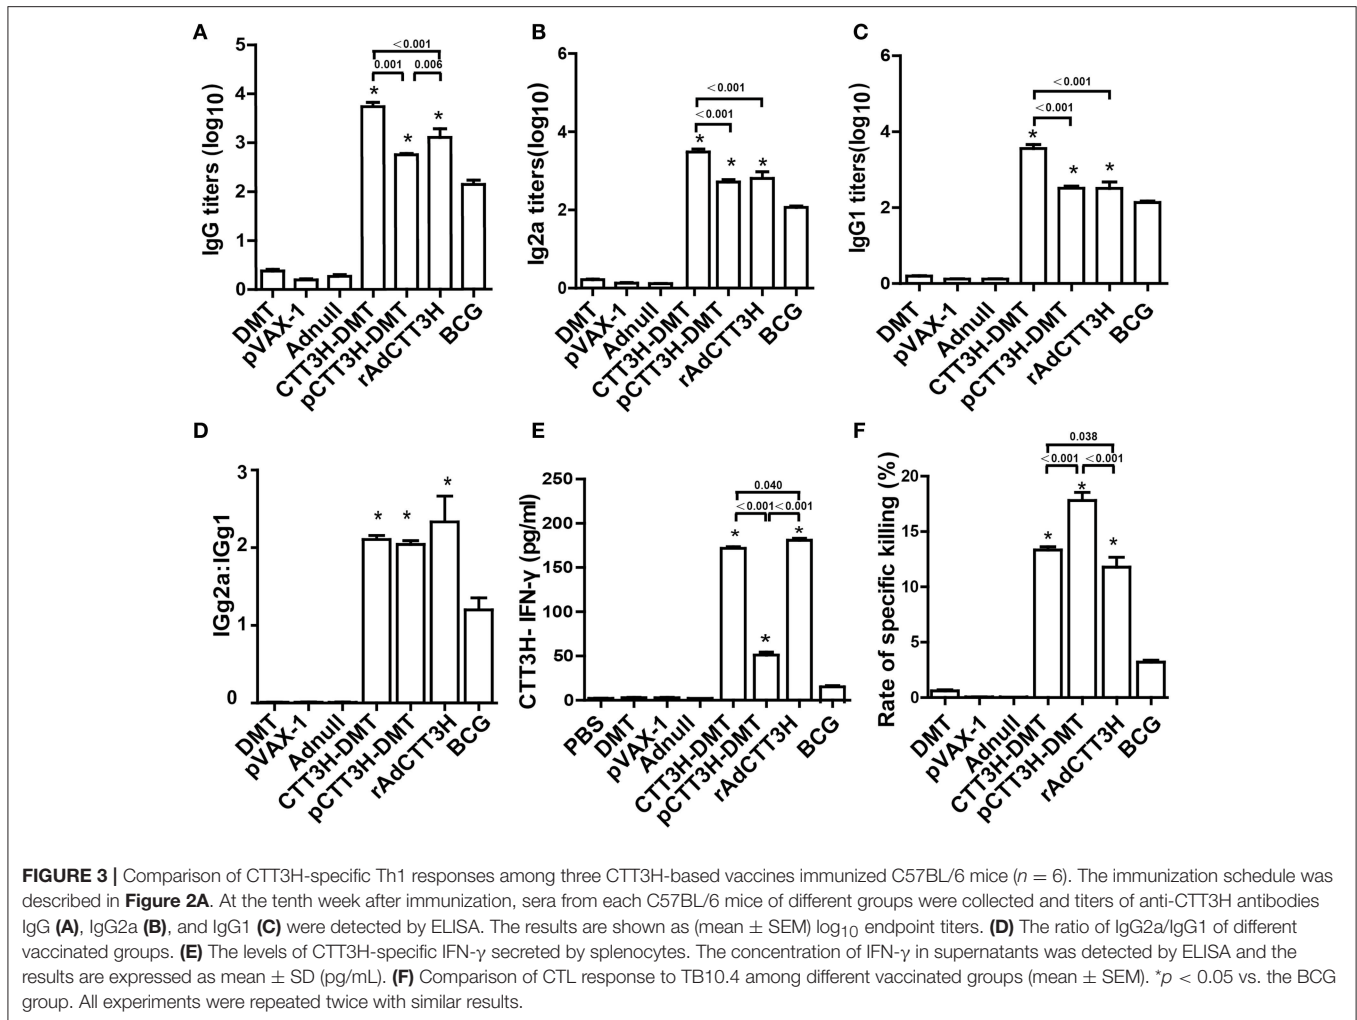 A
IgG titers (log10)
5
4
3
2
1
0
<0.001
0.001
0.006
*
*
*
DMT
pVAX-1
Adnull
CTT3H-DMT
pCTT3H-DMT
rAdCTT3H
BCG
B
Ig2a titers(log10)
6
4
2
0
<0.001
<0.001
*
*
*
DMT
pVAX-1
Adnull
CTT3H-DMT
pCTT3H-DMT
rAdCTT3H
BCG
C
IgG1 titers(log10)
6
4
2
0
<0.001
<0.001
*
*
*
DMT
pVAX-1
Adnull
CTT3H-DMT
pCTT3H-DMT
rAdCTT3H
BCG
D
IGg2a:IGg1
3
2
1
0
*
*
*
DMT
pVAX-1
Adnull
CTT3H-DMT
pCTT3H-DMT
rAdCTT3H
BCG
E
CTT3H- IFN-γ (pg/ml)
250
200
150
100
50
0
0.040
<0.001
<0.001
*
*
*
PBS
DMT
pVAX-1
Adnull
CTT3H-DMT
pCTT3H-DMT
rAdCTT3H
BCG
F
Rate of specific killing (%)
20
15
10
5
0
0.038
<0.001
<0.001
*
*
*
DMT
pVAX-1
Adnull
CTT3H-DMT
pCTT3H-DMT
rAdCTT3H
BCG
FIGURE 3 | Comparison of CTT3H-specific Th1 responses among three CTT3H-based vaccines immunized C57BL/6 mice (n = 6). The immunization schedule was
described in Figure 2A. At the tenth week after immunization, sera from each C57BL/6 mice of different groups were collected and titers of anti-CTT3H antibodies
IgG (A), IgG2a (B), and IgG1 (C) were detected by ELISA. The results are shown as (mean ± SEM) log10 endpoint titers. (D) The ratio of IgG2a/IgG1 of different
vaccinated groups. (E) The levels of CTT3H-specific IFN-γ secreted by splenocytes. The concentration of IFN-γ in supernatants was detected by ELISA and the
results are expressed as mean ± SD (pg/mL). (F) Comparison of CTL response to TB10.4 among different vaccinated groups (mean ± SEM). *p < 0.05 vs. the BCG
group. All experiments were repeated twice with similar results.